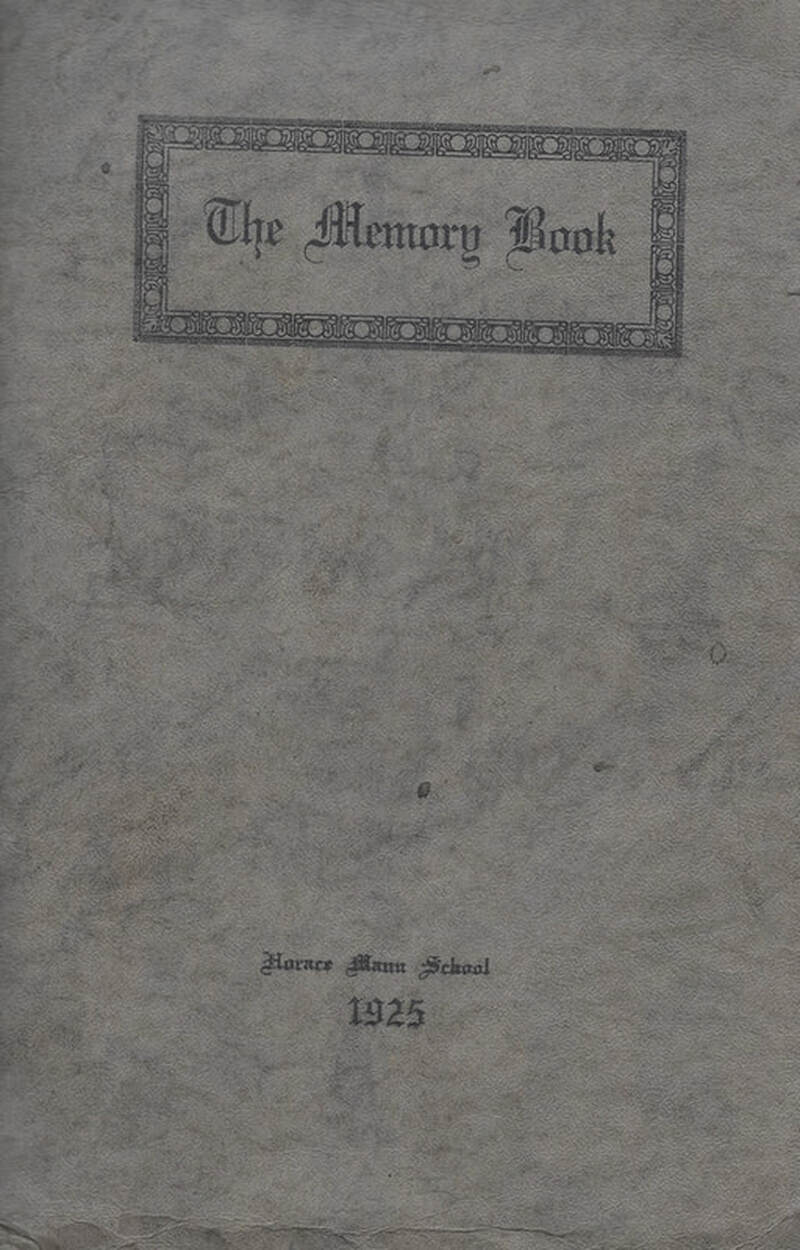 The Memory Book
Horace Mann School
1925